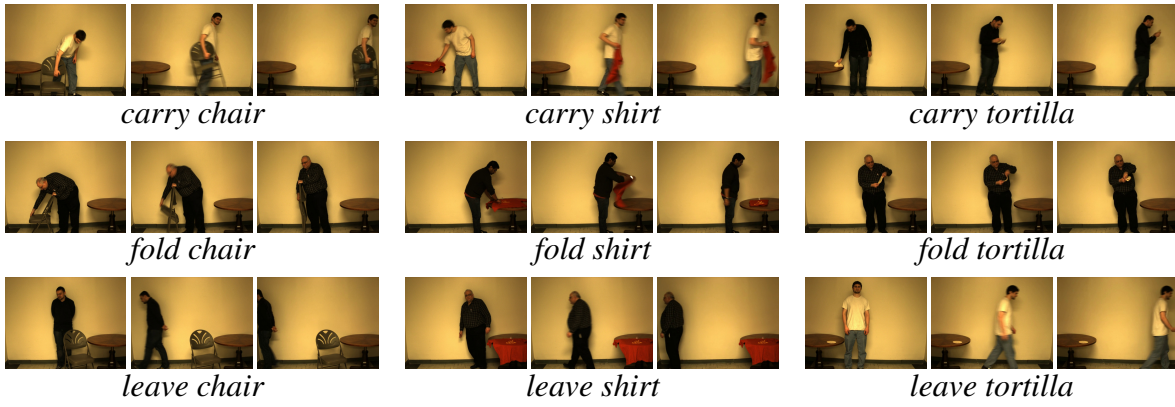 carry chair
carry shirt
carry tortilla
fold chair
fold shirt
fold tortilla
leave chair
leave shirt
leave tortilla